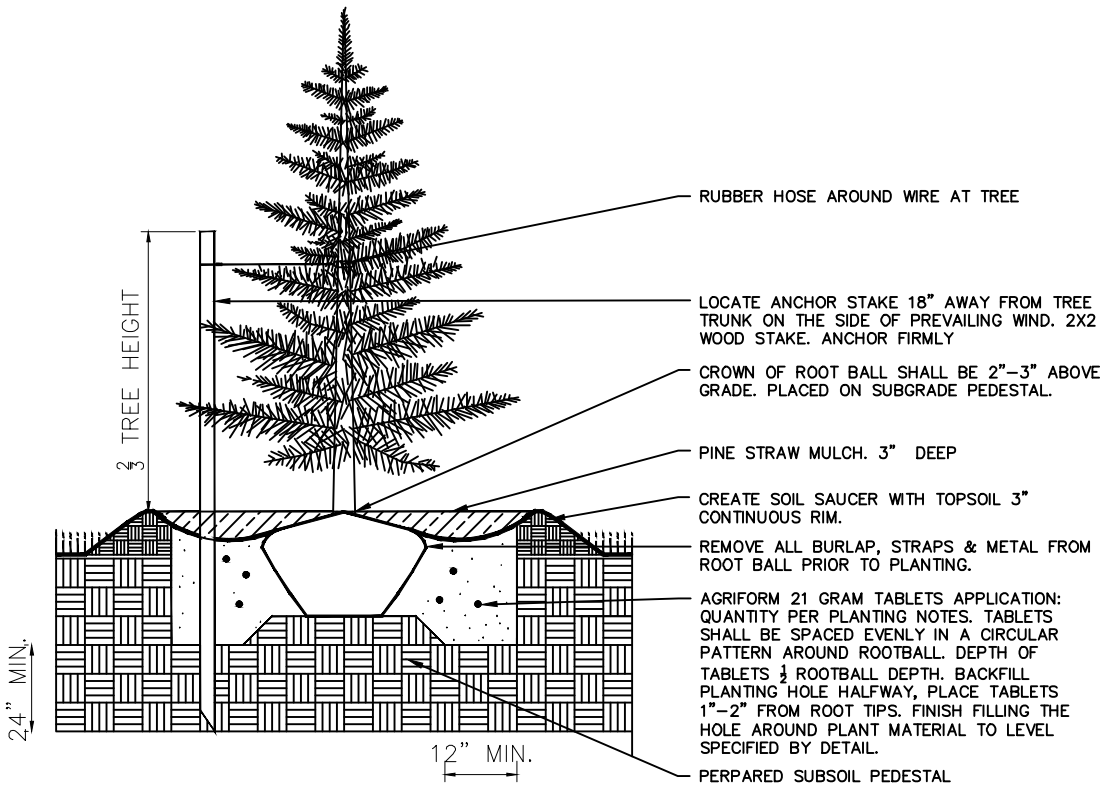 RUBBER HOSE AROUND WIRE AT TREE
LOCATE ANCHOR STAKE 18” AWAY FROM TREE
TRUNK ON THE SIDE OF PREVAILING WIND. 2X2
WOOD STAKE. ANCHOR FIRMLY
CROWN OF ROOT BALL SHALL BE 2”–3” ABOVE
GRADE. PLACED ON SUBGRADE PEDESTAL.
PINE STRAW MULCH. 3” DEEP
CREATE SOIL SAUCER WITH TOPSOIL 3”
CONTINUOUS RIM.
REMOVE ALL BURLAP, STRAPS & METAL FROM
ROOT BALL PRIOR TO PLANTING.
AGRIFORM 21 GRAM TABLETS APPLICATION:
QUANTITY PER PLANTING NOTES. TABLETS
SHALL BE SPACED EVENLY IN A CIRCULAR
PATTERN AROUND ROOTBALL. DEPTH OF
TABLETS ½ ROOTBALL DEPTH. BACKFILL
PLANTING HOLE HALFWAY, PLACE TABLETS
1”–2” FROM ROOT TIPS. FINISH FILLING THE
HOLE AROUND PLANT MATERIAL TO LEVEL
SPECIFIED BY DETAIL.
PERPARED SUBSOIL PEDESTAL
⅔ TREE HEIGHT
24” MIN.
12” MIN.